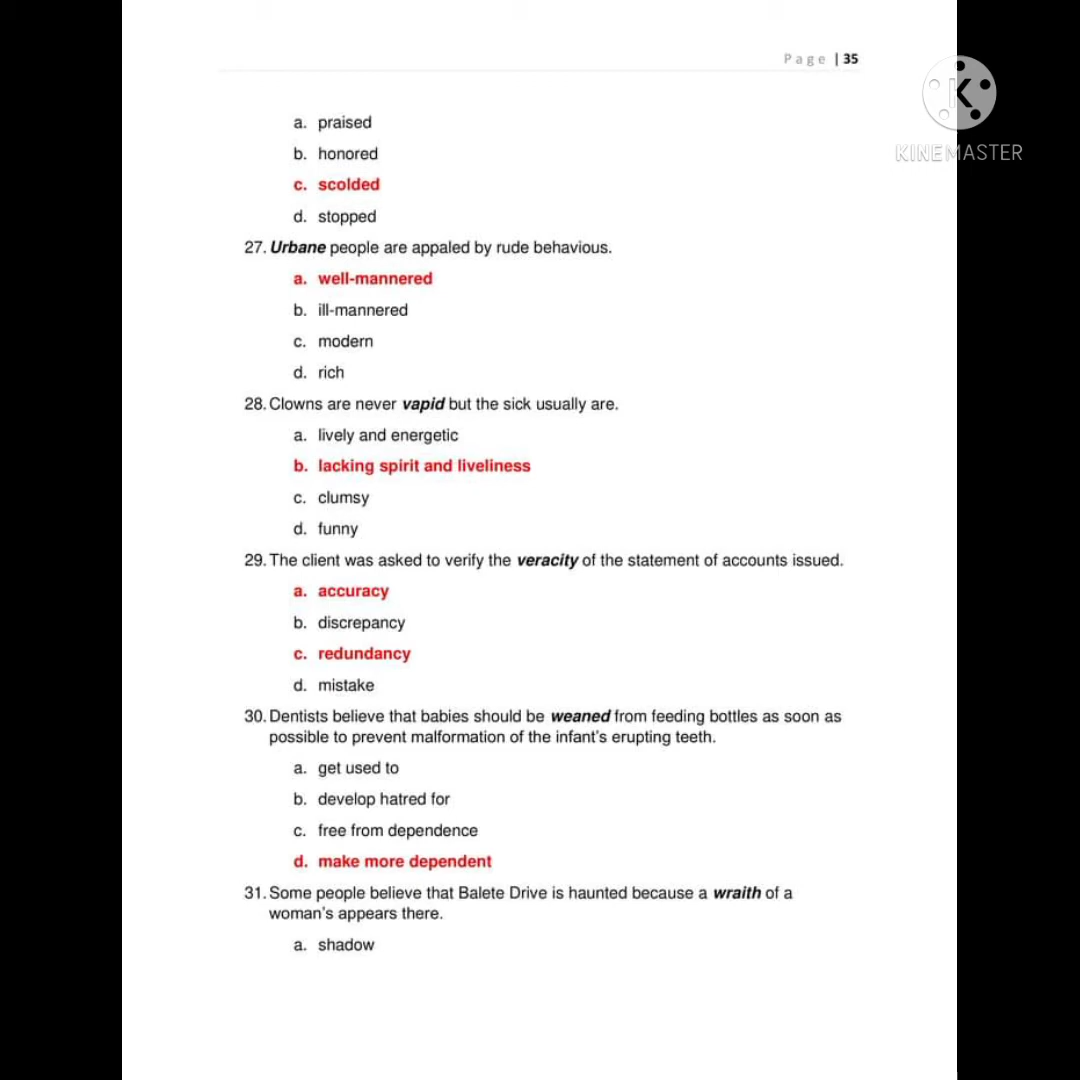 Page | 35
KINEMASTER
a. praised
b. honored
c. scolded
d. stopped
27. Urbane people are appaled by rude behavious.
a. well-mannered
b. ill-mannered
c. modern
d. rich
28. Clowns are never vapid but the sick usually are.
a. lively and energetic
b. lacking spirit and liveliness
c. clumsy
d. funny
29. The client was asked to verify the veracity of the statement of accounts issued.
a. accuracy
b. discrepancy
c. redundancy
d. mistake
30. Dentists believe that babies should be weaned from feeding bottles as soon as
possible to prevent malformation of the infant's erupting teeth.
a. get used to
b. develop hatred for
c. free from dependence
d. make more dependent
31. Some people believe that Balete Drive is haunted because a wraith of a
woman's appears there.
a. shadow